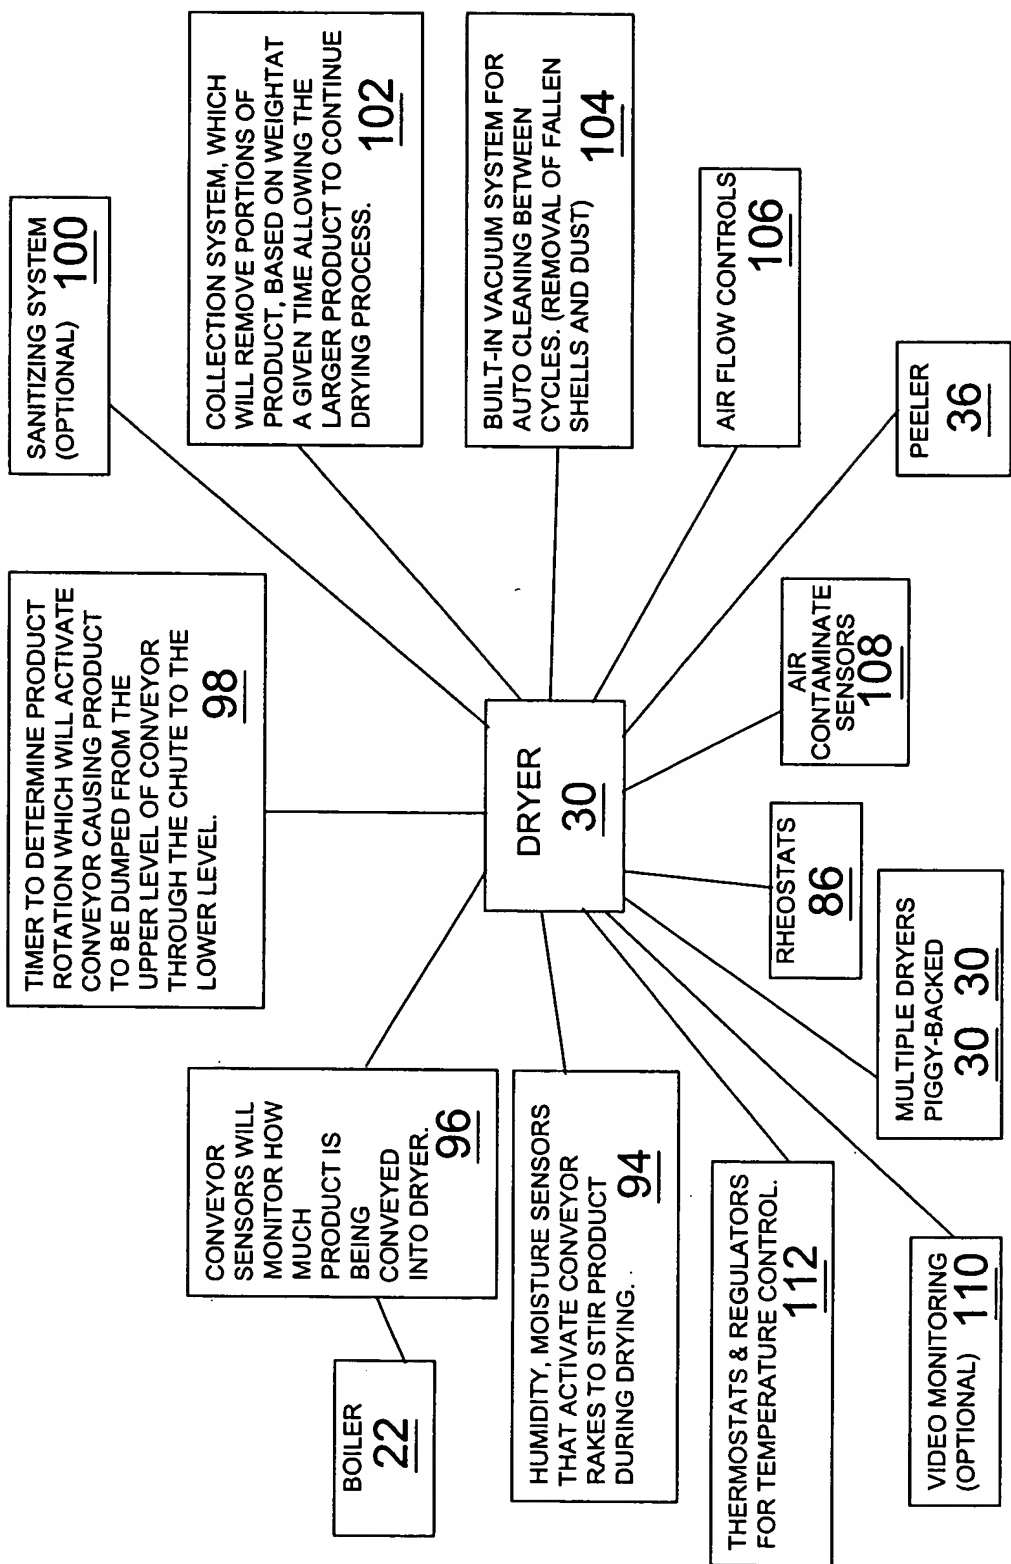 SANITIZING SYSTEM
(OPTIONAL) 100
TIMER TO DETERMINE PRODUCT
ROTATION WHICH WILL ACTIVATE
CONVEYOR CAUSING PRODUCT
TO BE DUMPED FROM THE
UPPER LEVEL OF CONVEYOR
THROUGH THE CHUTE TO THE
LOWER LEVEL. 98
COLLECTION SYSTEM, WHICH
WILL REMOVE PORTIONS OF
PRODUCT, BASED ON WEIGHTAT
A GIVEN TIME ALLOWING THE
LARGER PRODUCT TO CONTINUE
DRYING PROCESS. 102
CONVEYOR
SENSORS WILL
MONITOR HOW
MUCH
PRODUCT IS
BEING
CONVEYED
INTO DRYER. 96
BOILER
22
BUILT-IN VACUUM SYSTEM FOR
AUTO CLEANING BETWEEN
CYCLES. (REMOVAL OF FALLEN
SHELLS AND DUST) 104
DRYER
30
HUMIDITY, MOISTURE SENSORS
THAT ACTIVATE CONVEYOR
RAKES TO STIR PRODUCT
DURING DRYING. 94
AIR FLOW CONTROLS
106
THERMOSTATS & REGULATORS
FOR TEMPERATURE CONTROL.
112
RHEOSTATS
86
AIR
CONTAMINATE
SENSORS
108
PEELER
36
MULTIPLE DRYERS
PIGGY-BACKED
30 30
VIDEO MONITORING
(OPTIONAL) 110